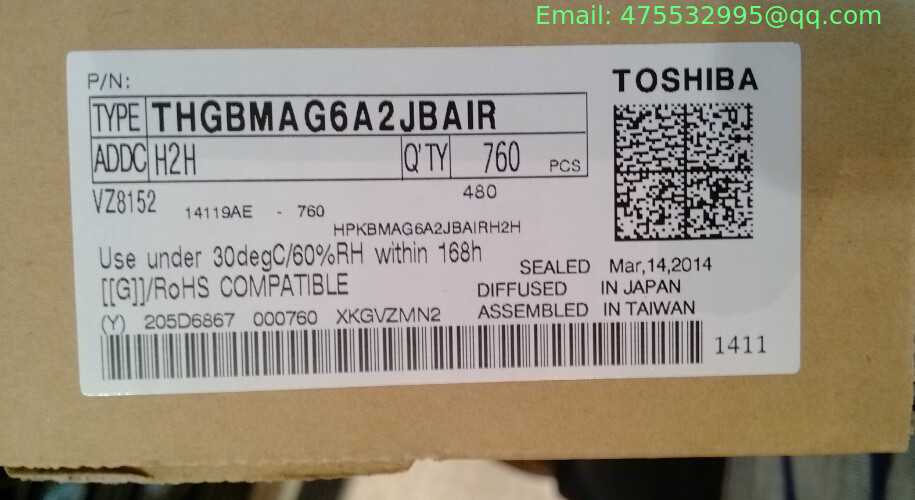 Email: 475532995@qq.com
P/N:
TOSHIBA
TYPE THGBMAG6A2JBAIR
ADDC H2H Q'TY 760 PCS
VZ8152 480
14119AE - 760
HPKBMAG6A2JBAIRH2H
Use under 30degC/60%RH within 168h
SEALED Mar,14,2014
[[G]]/RoHS COMPATIBLE
DIFFUSED IN JAPAN
(Y) 205D6867 000760 XKGVZMN2
ASSEMBLED IN TAIWAN
1411